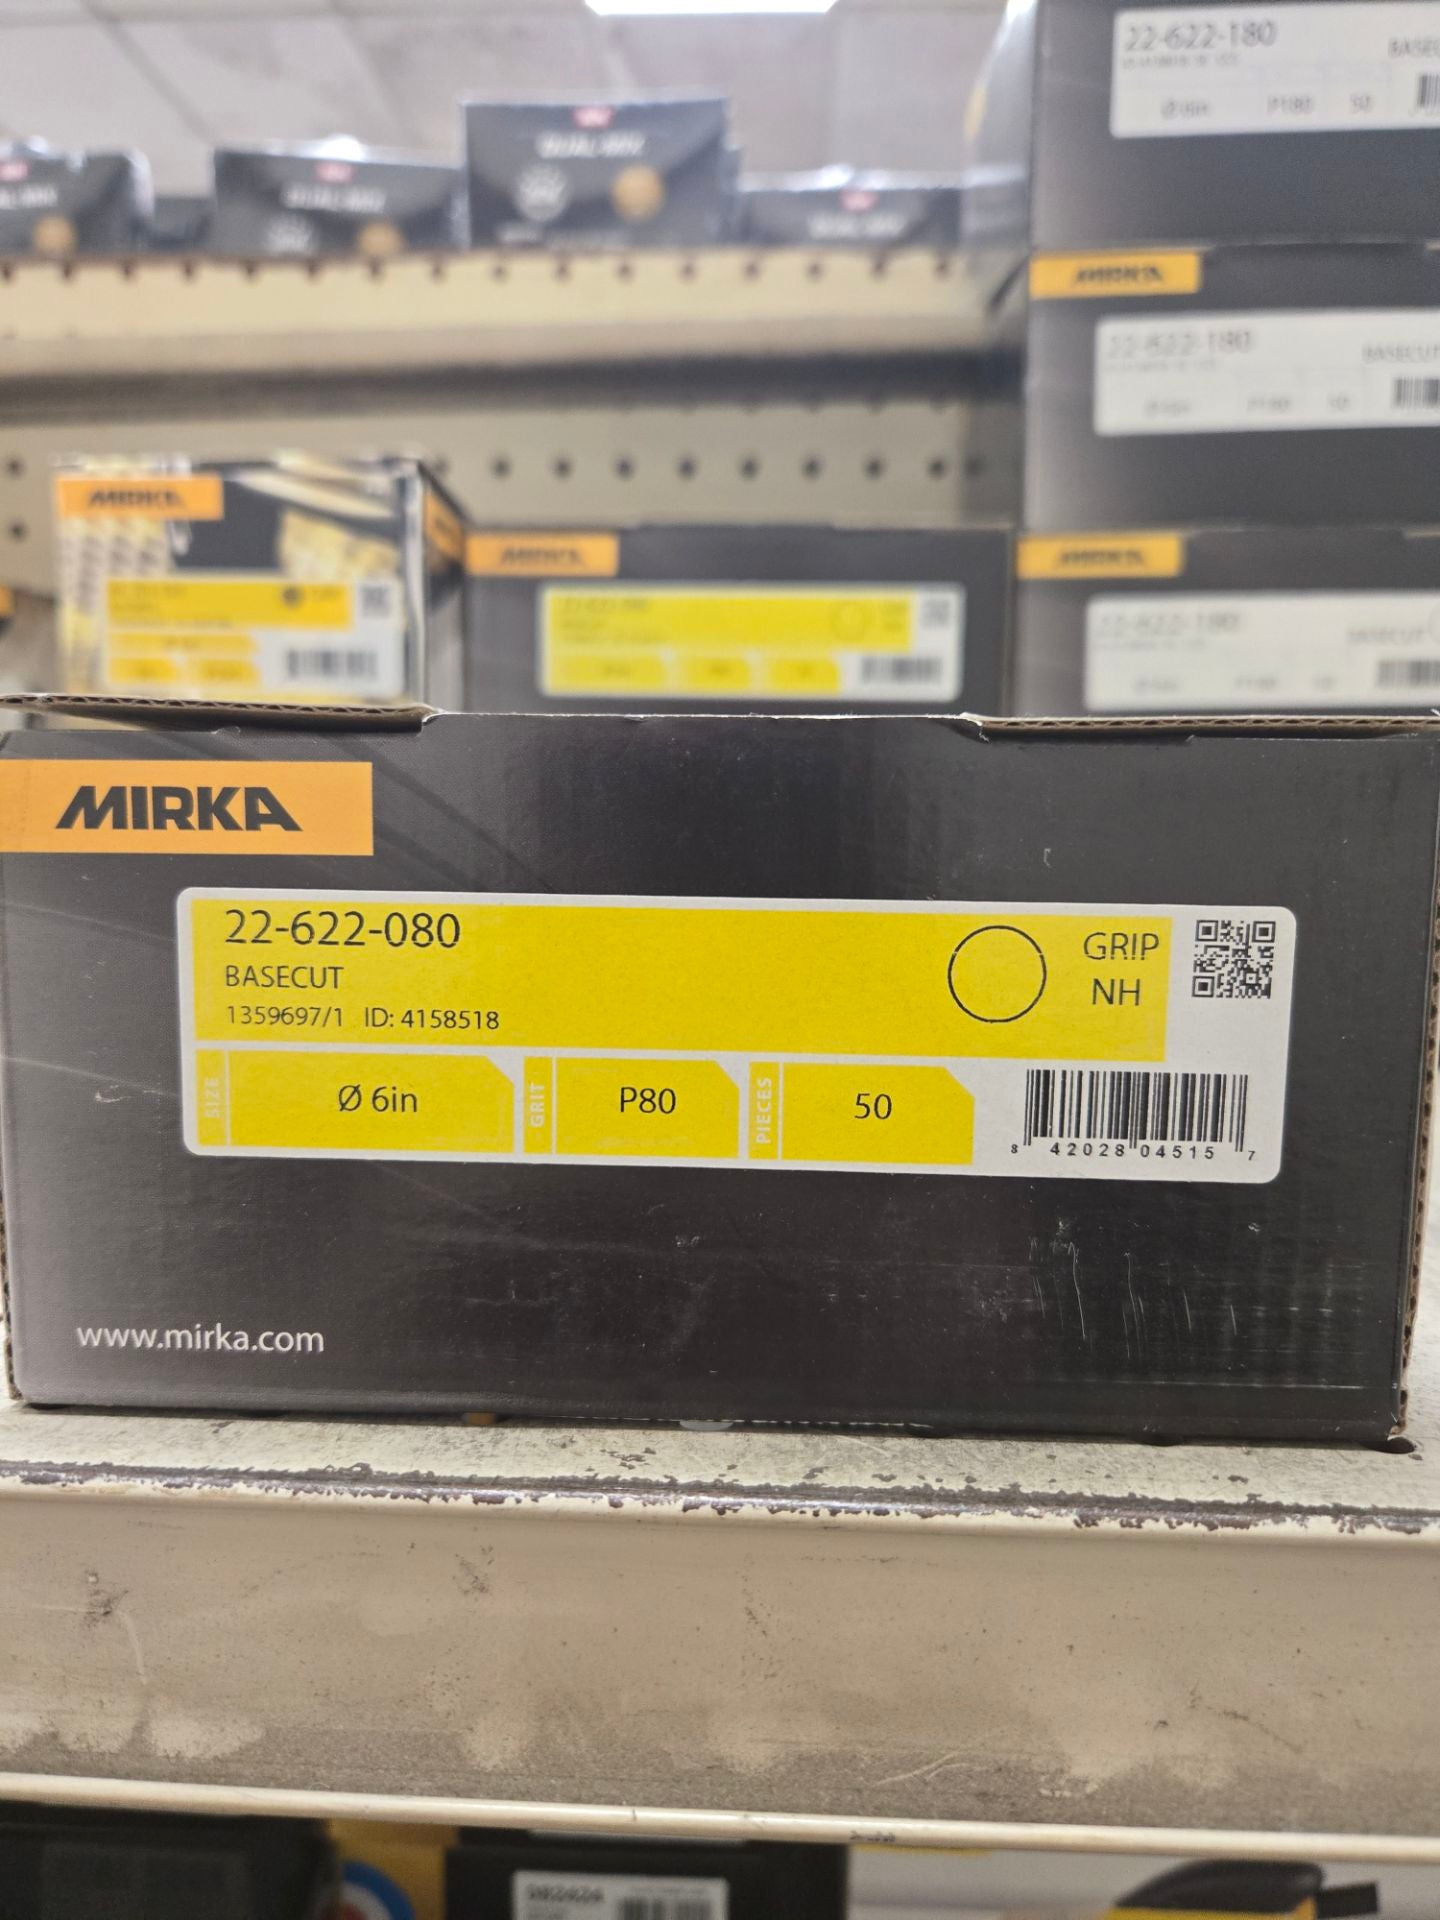 22-622-180
P180 50
MIRKA
22-622-180
BASECUT
MIRKA
MIRKA
MIRKA
22-622-180
BASECUT
MIRKA
22-622-080
BASECUT
1359697/1 ID: 4158518
GRIP
NH
SIZE
Ø 6in
GRIT
P80
PIECES
50
8 42028 04515 7
www.mirka.com